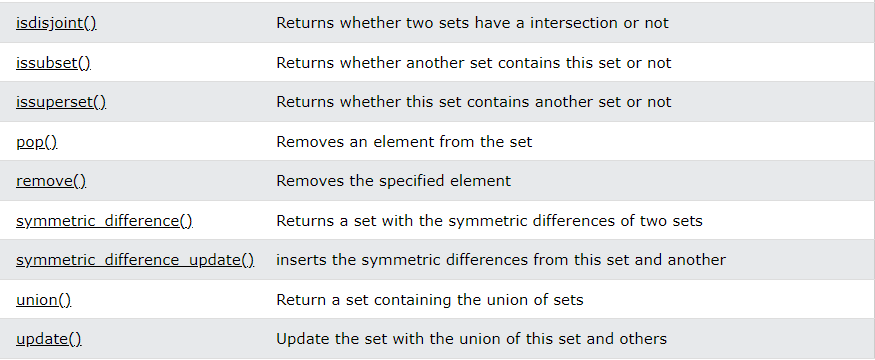 isdisjoint() Returns whether two sets have a intersection or not
issubset() Returns whether another set contains this set or not
issuperset() Returns whether this set contains another set or not
pop() Removes an element from the set
remove() Removes the specified element
symmetric_difference() Returns a set with the symmetric differences of two sets
symmetric_difference_update() inserts the symmetric differences from this set and another
union() Return a set containing the union of sets
update() Update the set with the union of this set and others